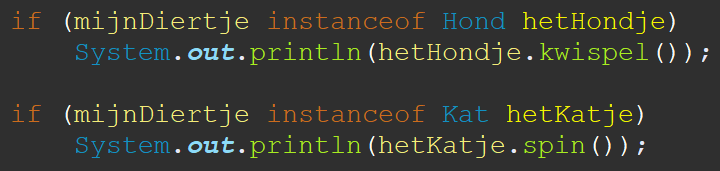 if (mijnDiertje instanceof Hond hetHondje)
    System.out.println(hetHondje.kwispel());
if (mijnDiertje instanceof Kat hetKatje)
    System.out.println(hetKatje.spin());